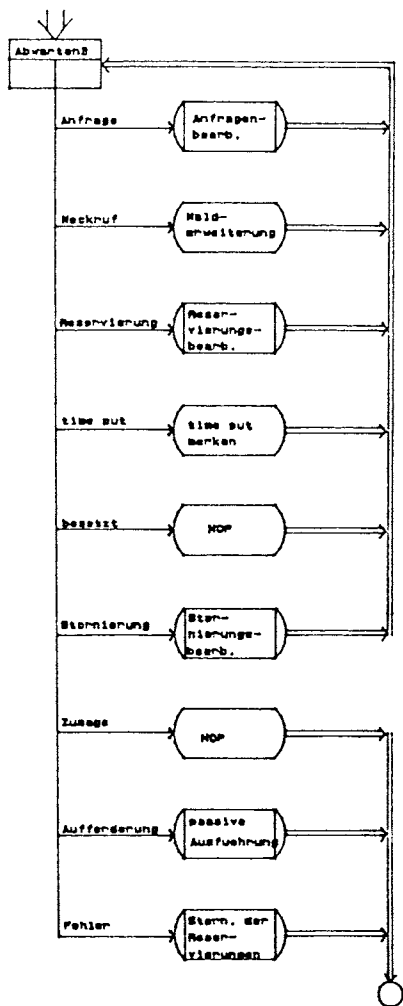 AbwartenB
Anfrage
Anfragen-
bearb.
Weckruf
Wald-
erweiterung
Reservierung
Reser-
vierungs-
bearb.
time out
time out
merken
besetzt
NOP
Stornierung
Stor-
nierungs-
bearb.
Zusage
NOP
Aufforderung
passive
Ausfuehrung
Fehler
Storn. der
Reser-
vierungen